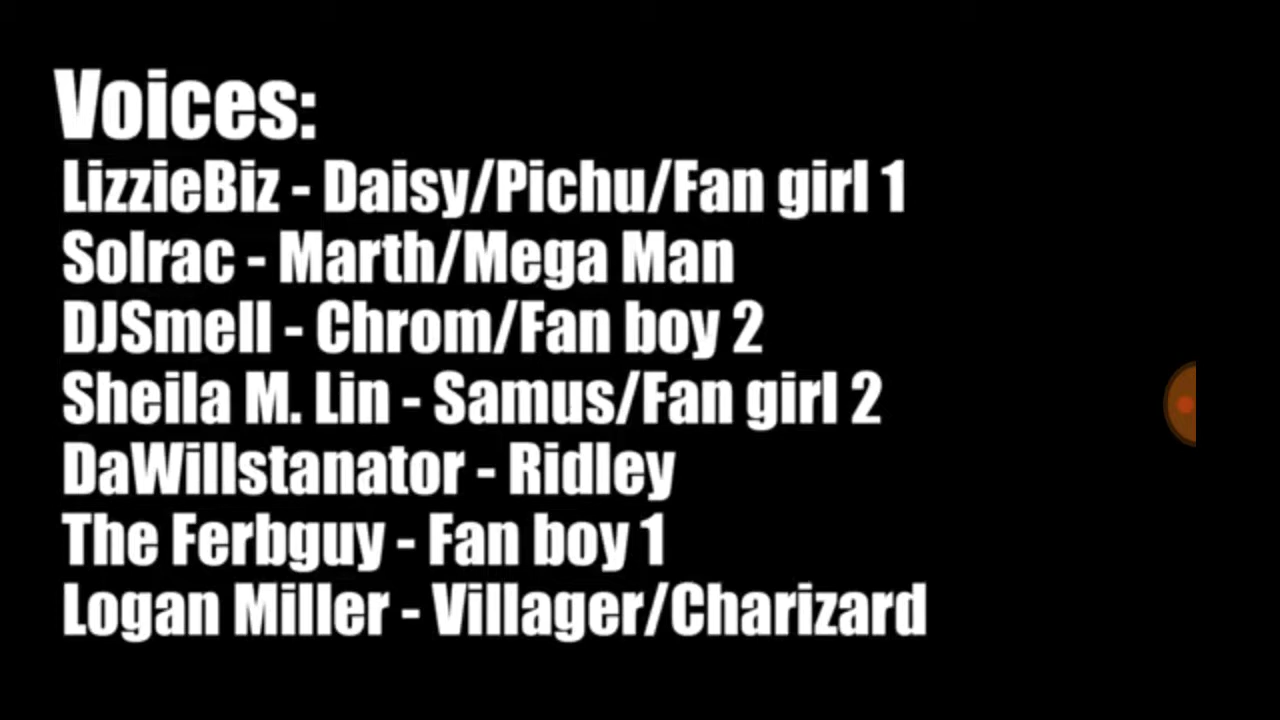 Voices:
LizzieBiz - Daisy/Pichu/Fan girl 1
Solrac - Marth/Mega Man
DJSmell - Chrom/Fan boy 2
Sheila M. Lin - Samus/Fan girl 2
DaWillstanator - Ridley
The Ferbguy - Fan boy 1
Logan Miller - Villager/Charizard